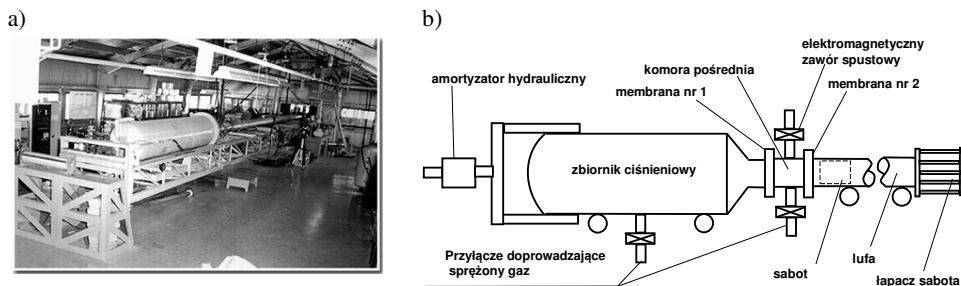 a)
b)
elektromagnetyczny
zawór spustowy
komora pośrednia
amortyzator hydrauliczny
membrana nr 1
membrana nr 2
zbiornik ciśnieniowy
Przyłącze doprowadzające
sprężony gaz
sabot
lufa
łapacz sabota